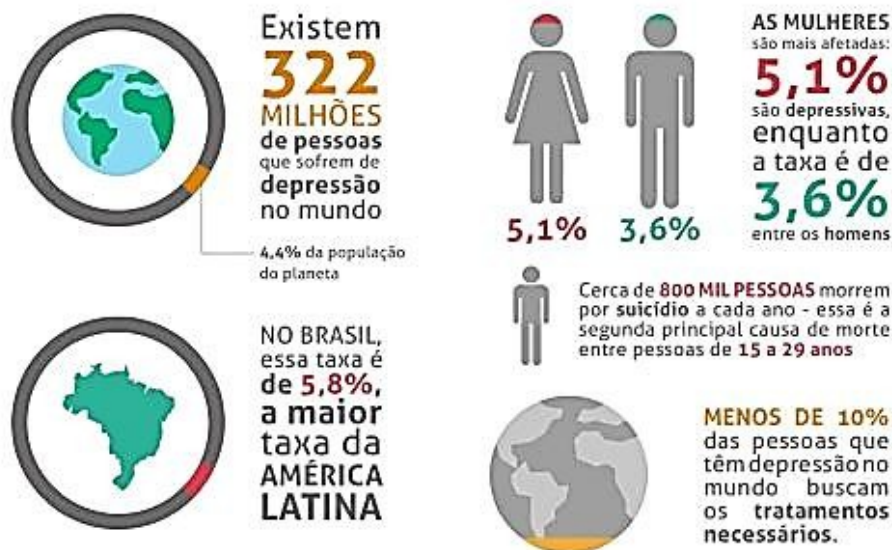 Existem
322
MILHÕES
de pessoas
que sofrem de
depressão
no mundo
4,4% da população
do planeta
NO BRASIL,
essa taxa é
de 5,8%,
a maior
taxa da
AMÉRICA
LATINA
5,1% 3,6%
AS MULHERES
são mais afetadas:
5,1%
são depressivas,
enquanto
a taxa é de
3,6%
entre os homens
Cerca de 800 MIL PESSOAS morrem
por suicídio a cada ano - essa é a
segunda principal causa de morte
entre pessoas de 15 a 29 anos
MENOS DE 10%
das pessoas que
têm depressão no
mundo buscam
os tratamentos
necessários.